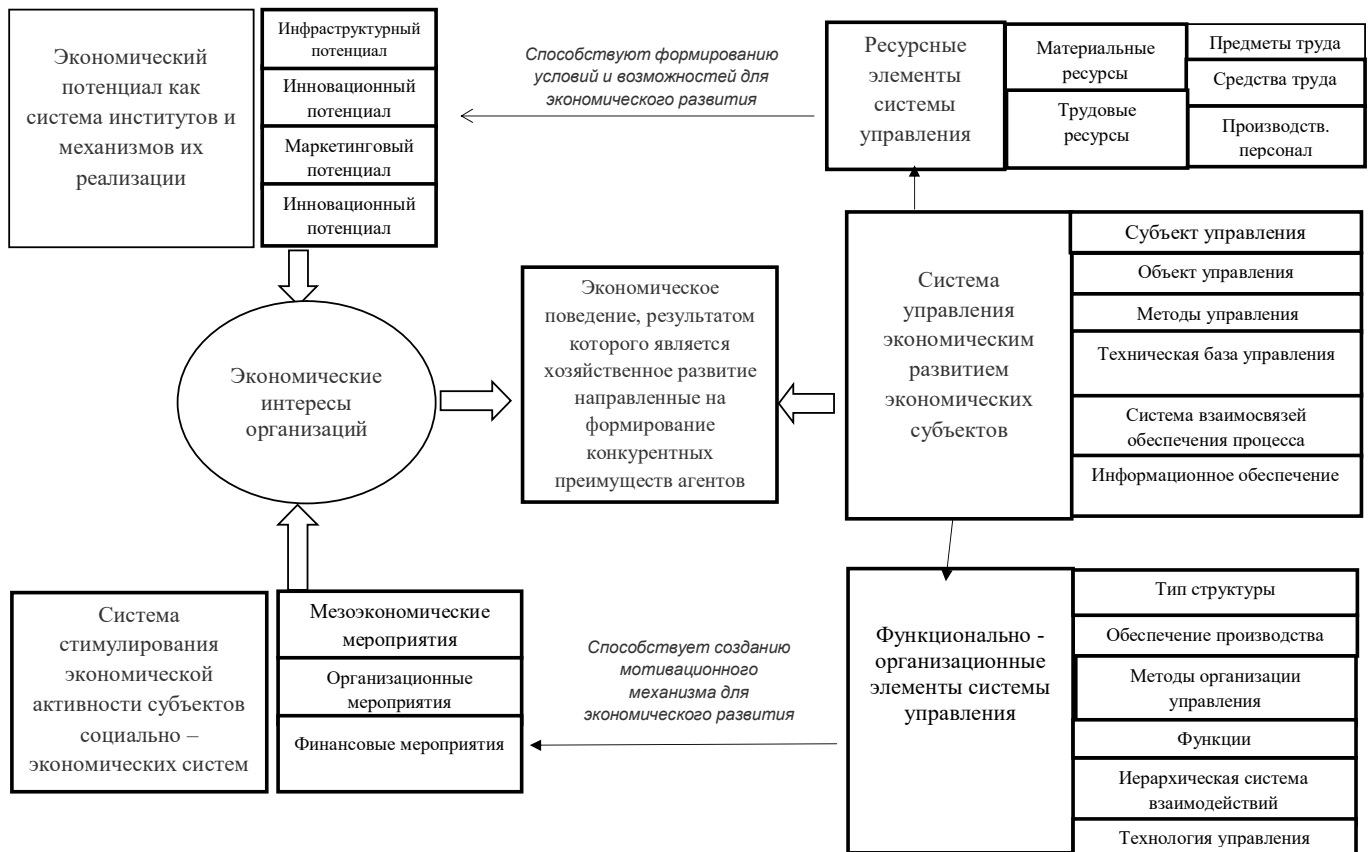 Экономический
потенциал как
система институтов и
механизмов их
реализации
Инфраструктурный
потенциал
Инновационный
потенциал
Маркетинговый
потенциал
Инновационный
потенциал
Способствуют формированию
условий и возможностей для
экономического развития
Ресурсные
элементы
системы
управления
Материальные
ресурсы
Трудовые
ресурсы
Предметы труда
Средства труда
Производств.
персонал
Экономические
интересы
организаций
Экономическое
поведение, результатом
которого является
хозяйственное развитие
направленные на
формирование
конкурентных
преимуществ агентов
Система
управления
экономическим
развитием
экономических
субъектов
Субъект управления
Объект управления
Методы управления
Техническая база управления
Система взаимосвязей
обеспечения процесса
Информационное обеспечение
Система
стимулирования
экономической
активности субъектов
социально –
экономических систем
Мезоэкономические
мероприятия
Организационные
мероприятия
Финансовые мероприятия
Способствует созданию
мотивационного
механизма для
экономического развития
Функционально -
организационные
элементы системы
управления
Тип структуры
Обеспечение производства
Методы организации
управления
Функции
Иерархическая система
взаимодействий
Технология управления